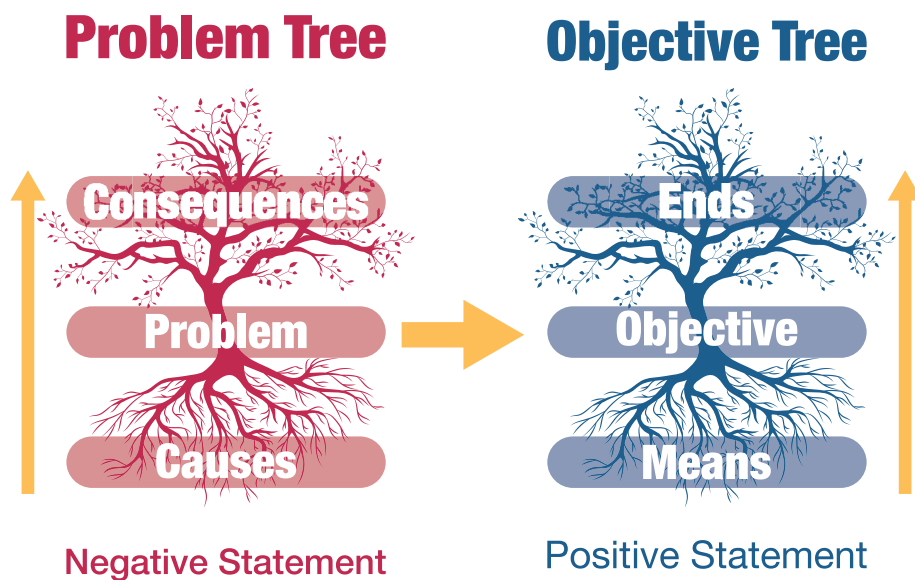 Problem Tree
Consequences
Problem
Causes
Negative Statement
Objective Tree
Ends
Objective
Means
Positive Statement